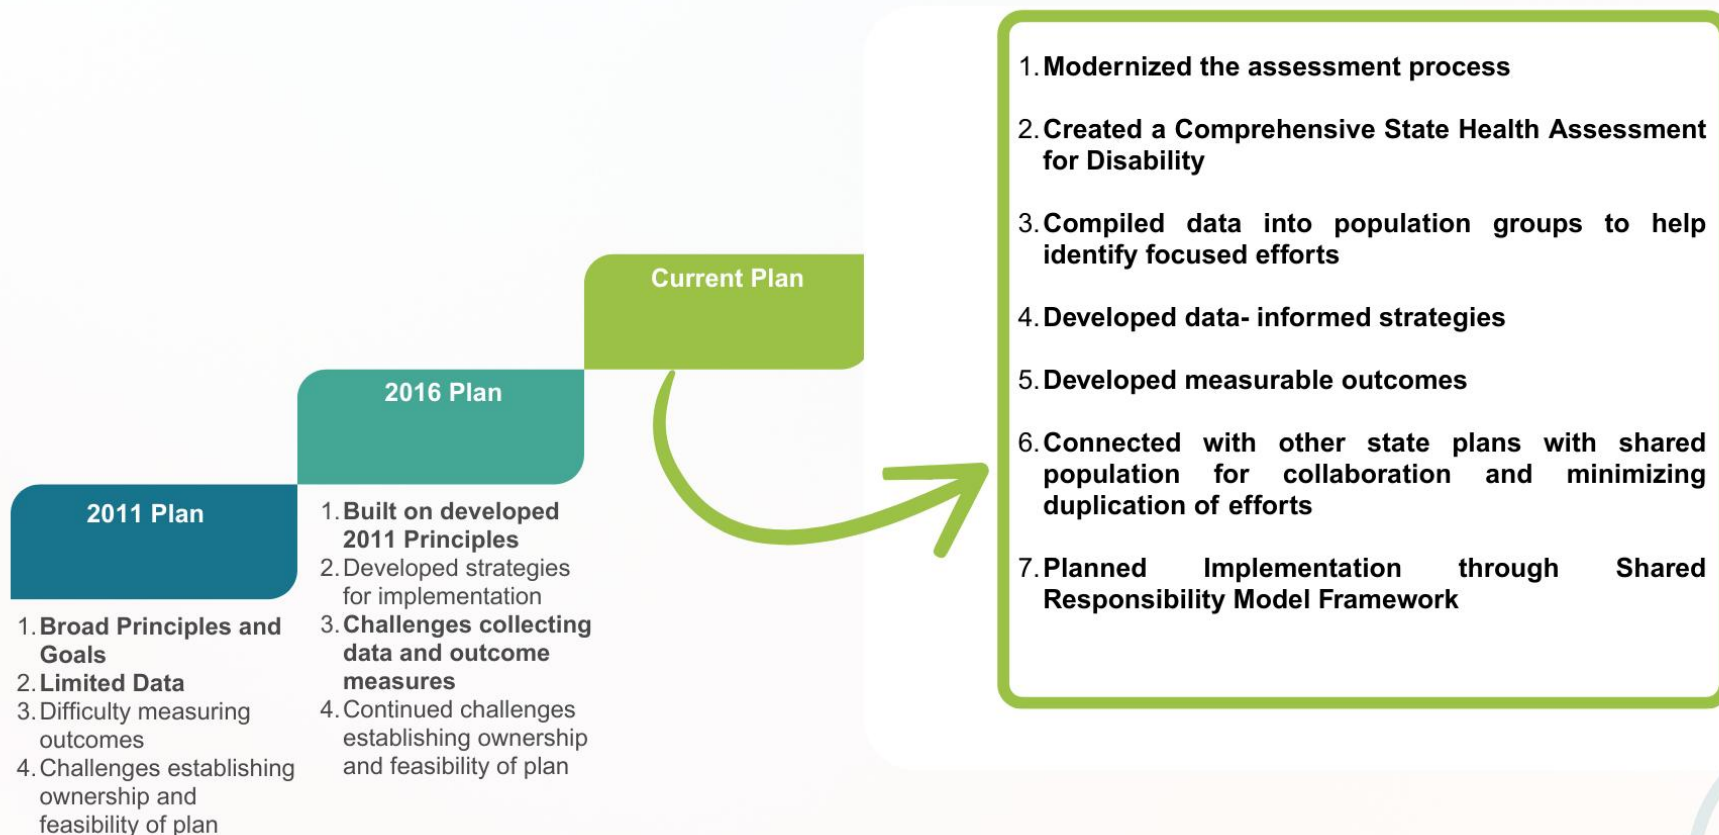 2011 Plan
1. Broad Principles and
Goals
2. Limited Data
3. Difficulty measuring
outcomes
4. Challenges establishing
ownership and
feasibility of plan
2016 Plan
1. Built on developed
2011 Principles
2. Developed strategies
for implementation
3. Challenges collecting
data and outcome
measures
4. Continued challenges
establishing ownership
and feasibility of plan
Current Plan
1. Modernized the assessment process
2. Created a Comprehensive State Health Assessment
for Disability
3. Compiled data into population groups to help
identify focused efforts
4. Developed data- informed strategies
5. Developed measurable outcomes
6. Connected with other state plans with shared
population for collaboration and minimizing
duplication of efforts
7. Planned Implementation through Shared
Responsibility Model Framework